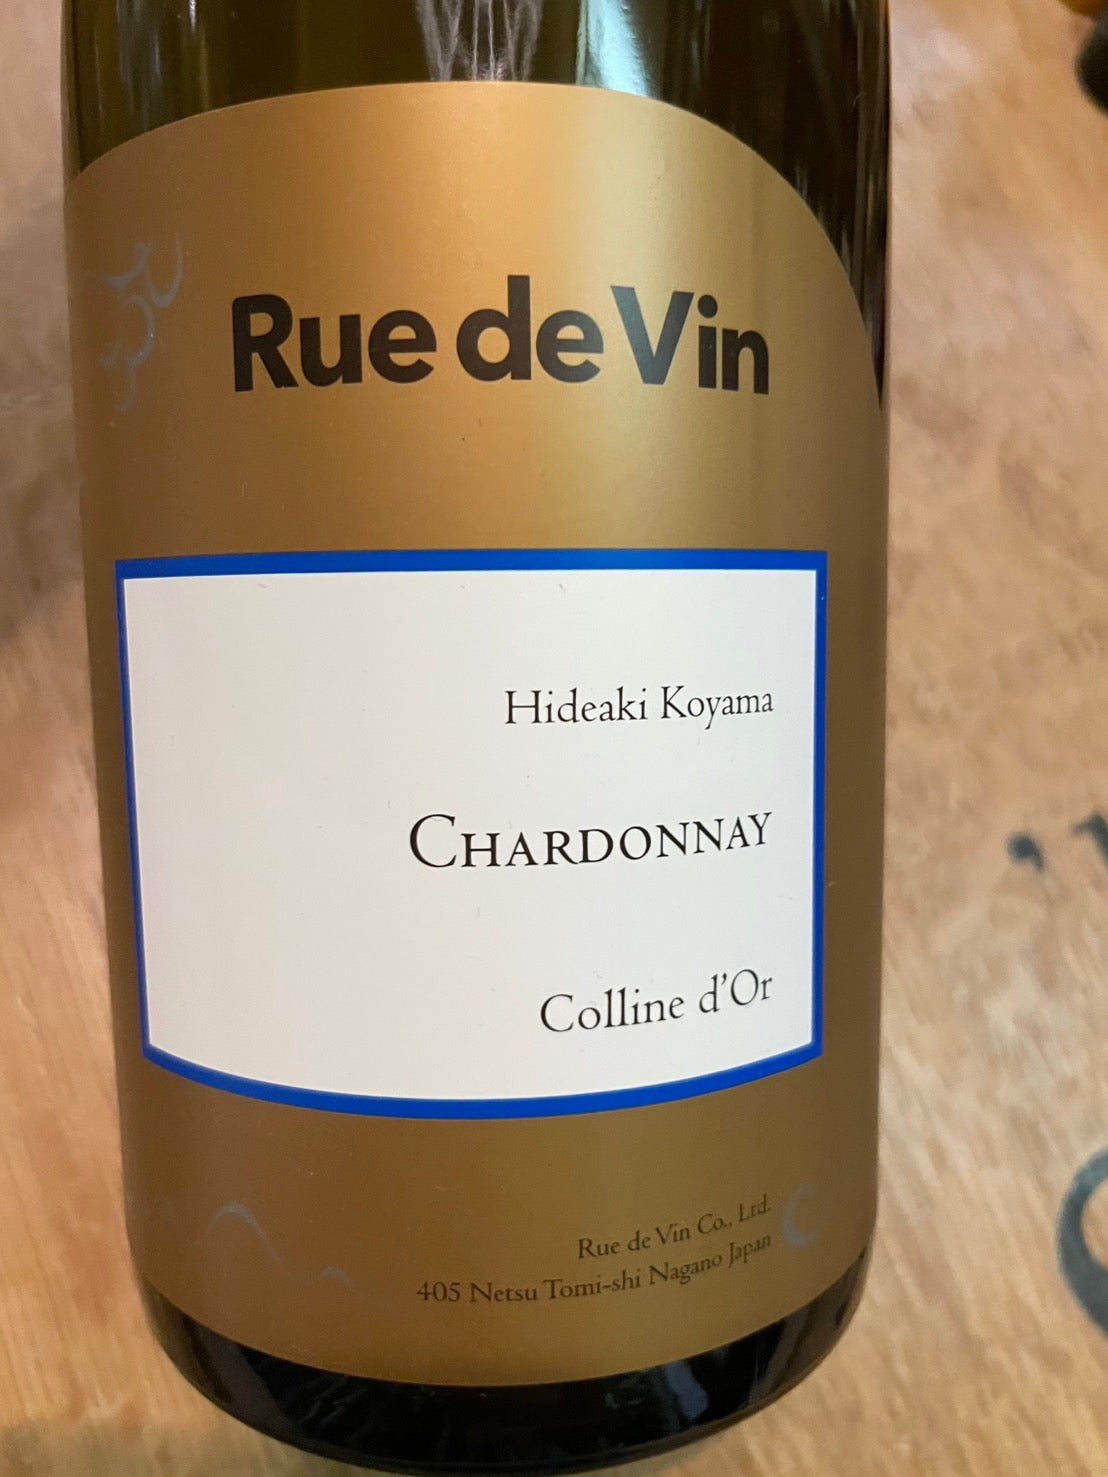 Rue de Vin
Hideaki Koyama
CHARDONNAY
Colline d'Or
Rue de Vin Co., Ltd.
405 Netsu Tomi-shi Nagano Japan